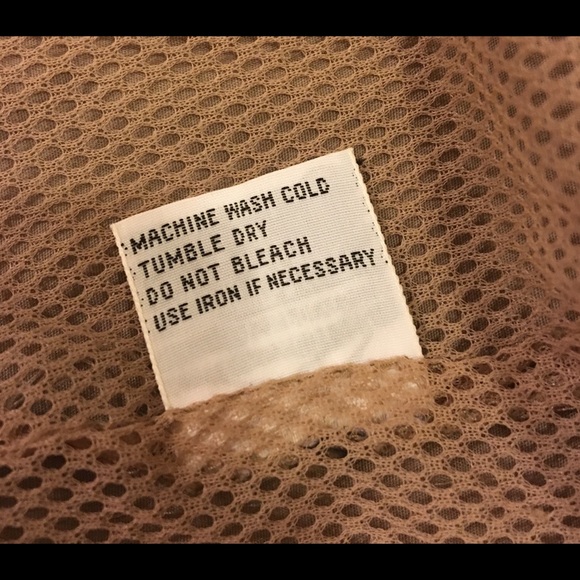 MACHINE WASH COLD
TUMBLE DRY
DO NOT BLEACH
USE IRON IF NECESSARY